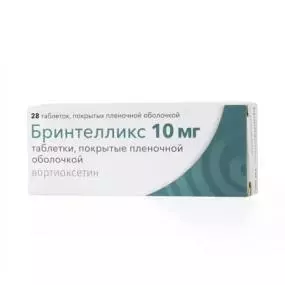 28 таблеток, покрытых пленочной оболочкой
Бринтелликс 10 мг
таблетки, покрытые пленочной
оболочкой
вортиоксетин